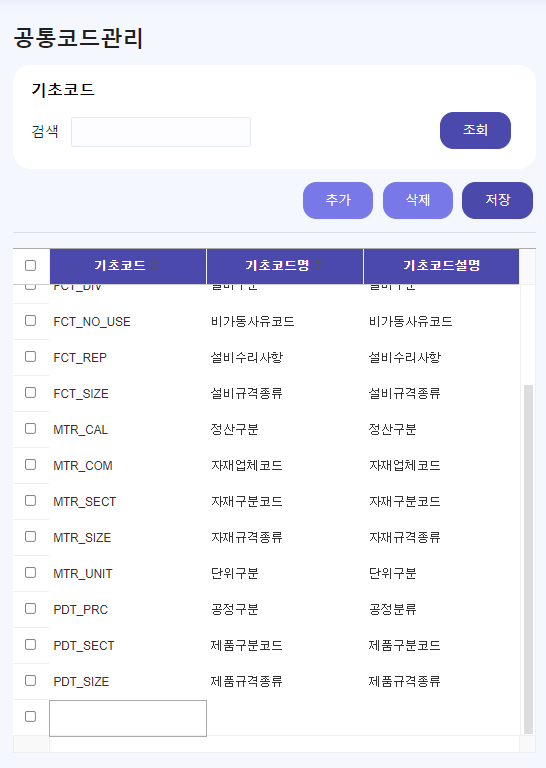 공통코드관리
기초코드
검색
조회
추가 삭제 저장
기초코드 기초코드명 기초코드설명
FCT_DIV 설비구분 설비구분
FCT_NO_USE 비가동사유코드 비가동사유코드
FCT_REP 설비수리사항 설비수리사항
FCT_SIZE 설비규격종류 설비규격종류
MTR_CAL 정산구분 정산구분
MTR_COM 자재업체코드 자재업체코드
MTR_SECT 자재구분코드 자재구분코드
MTR_SIZE 자재규격종류 자재규격종류
MTR_UNIT 단위구분 단위구분
PDT_PRC 공정구분 공정분류
PDT_SECT 제품구분코드 제품구분코드
PDT_SIZE 제품규격종류 제품규격종류